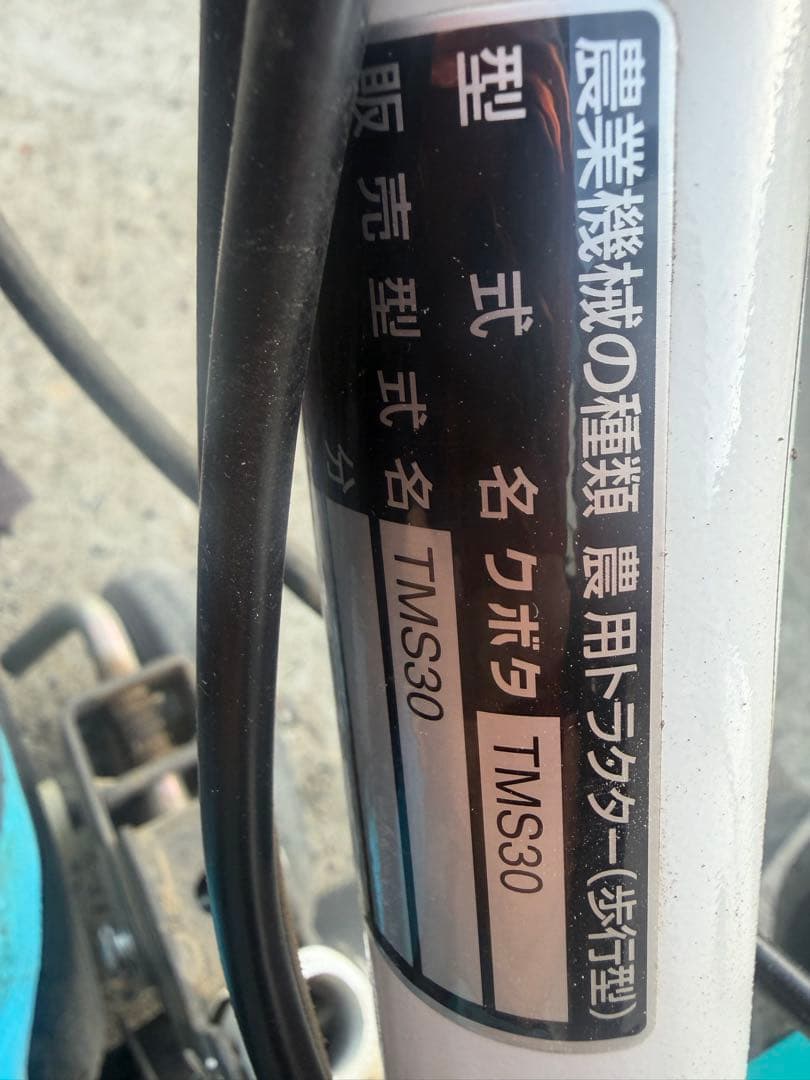 農業機械の種類 農用トラクター(歩行型)
型式名 クボタ TMS30
販売型式名 TMS30
分